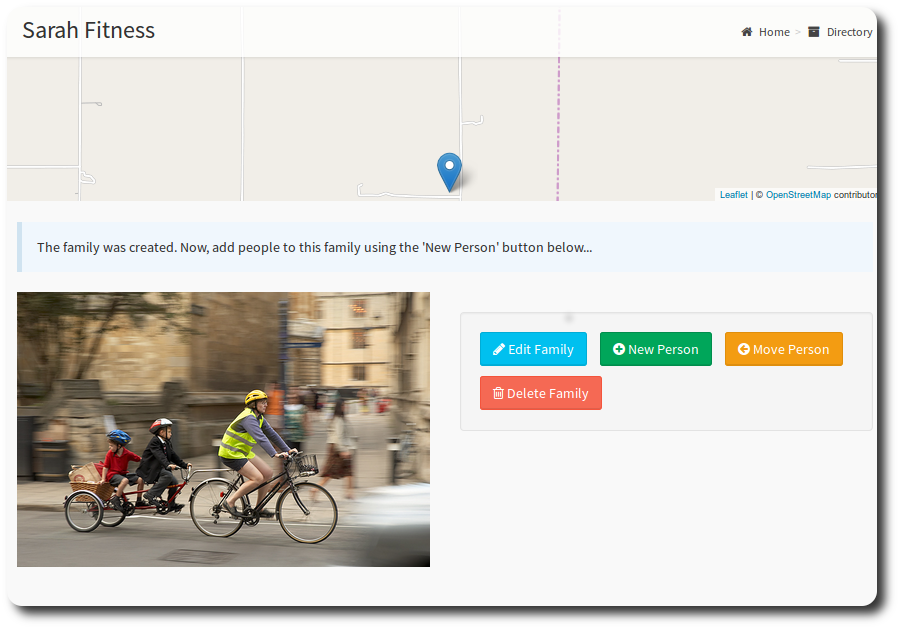 Sarah Fitness
Home > Directory
Leaflet | © OpenStreetMap contributor
The family was created. Now, add people to this family using the 'New Person' button below...
Edit Family
New Person
Move Person
Delete Family